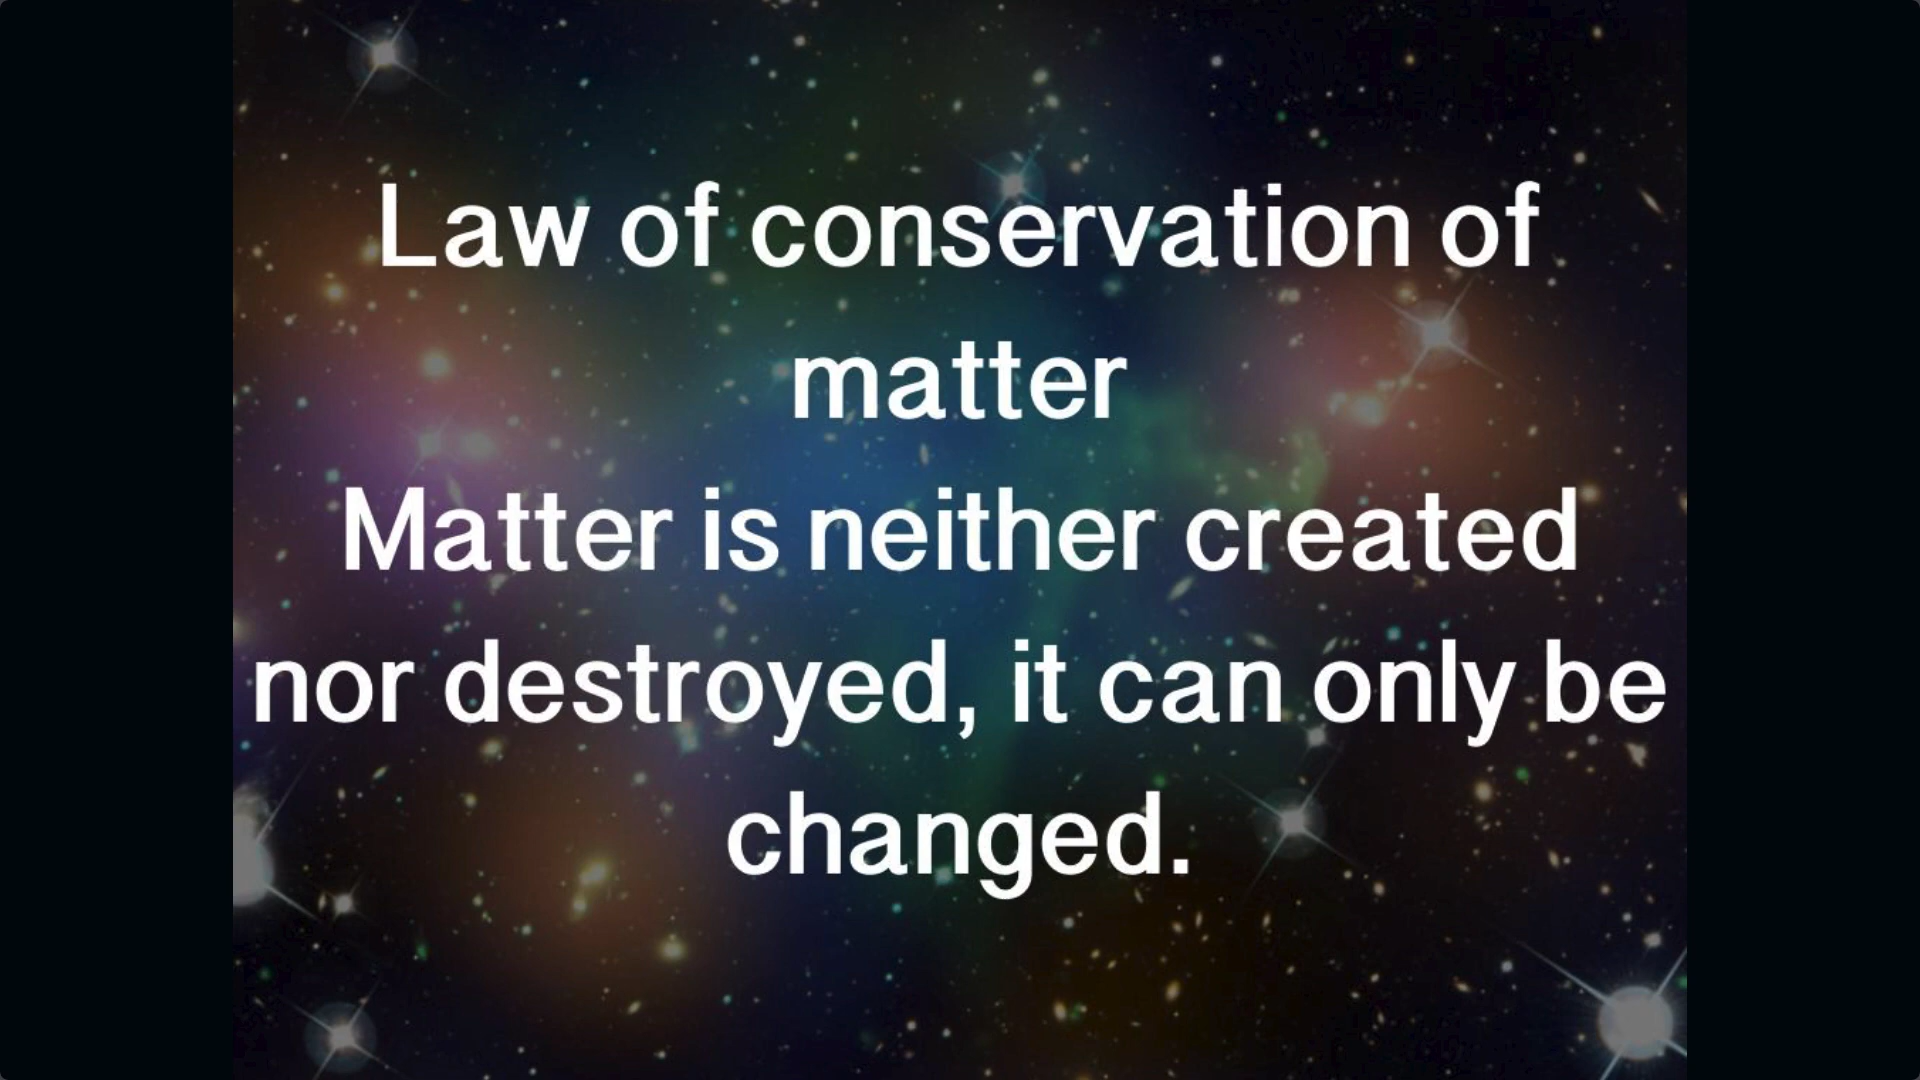 Law of conservation of
matter
Matter is neither created
nor destroyed, it can only be
changed.